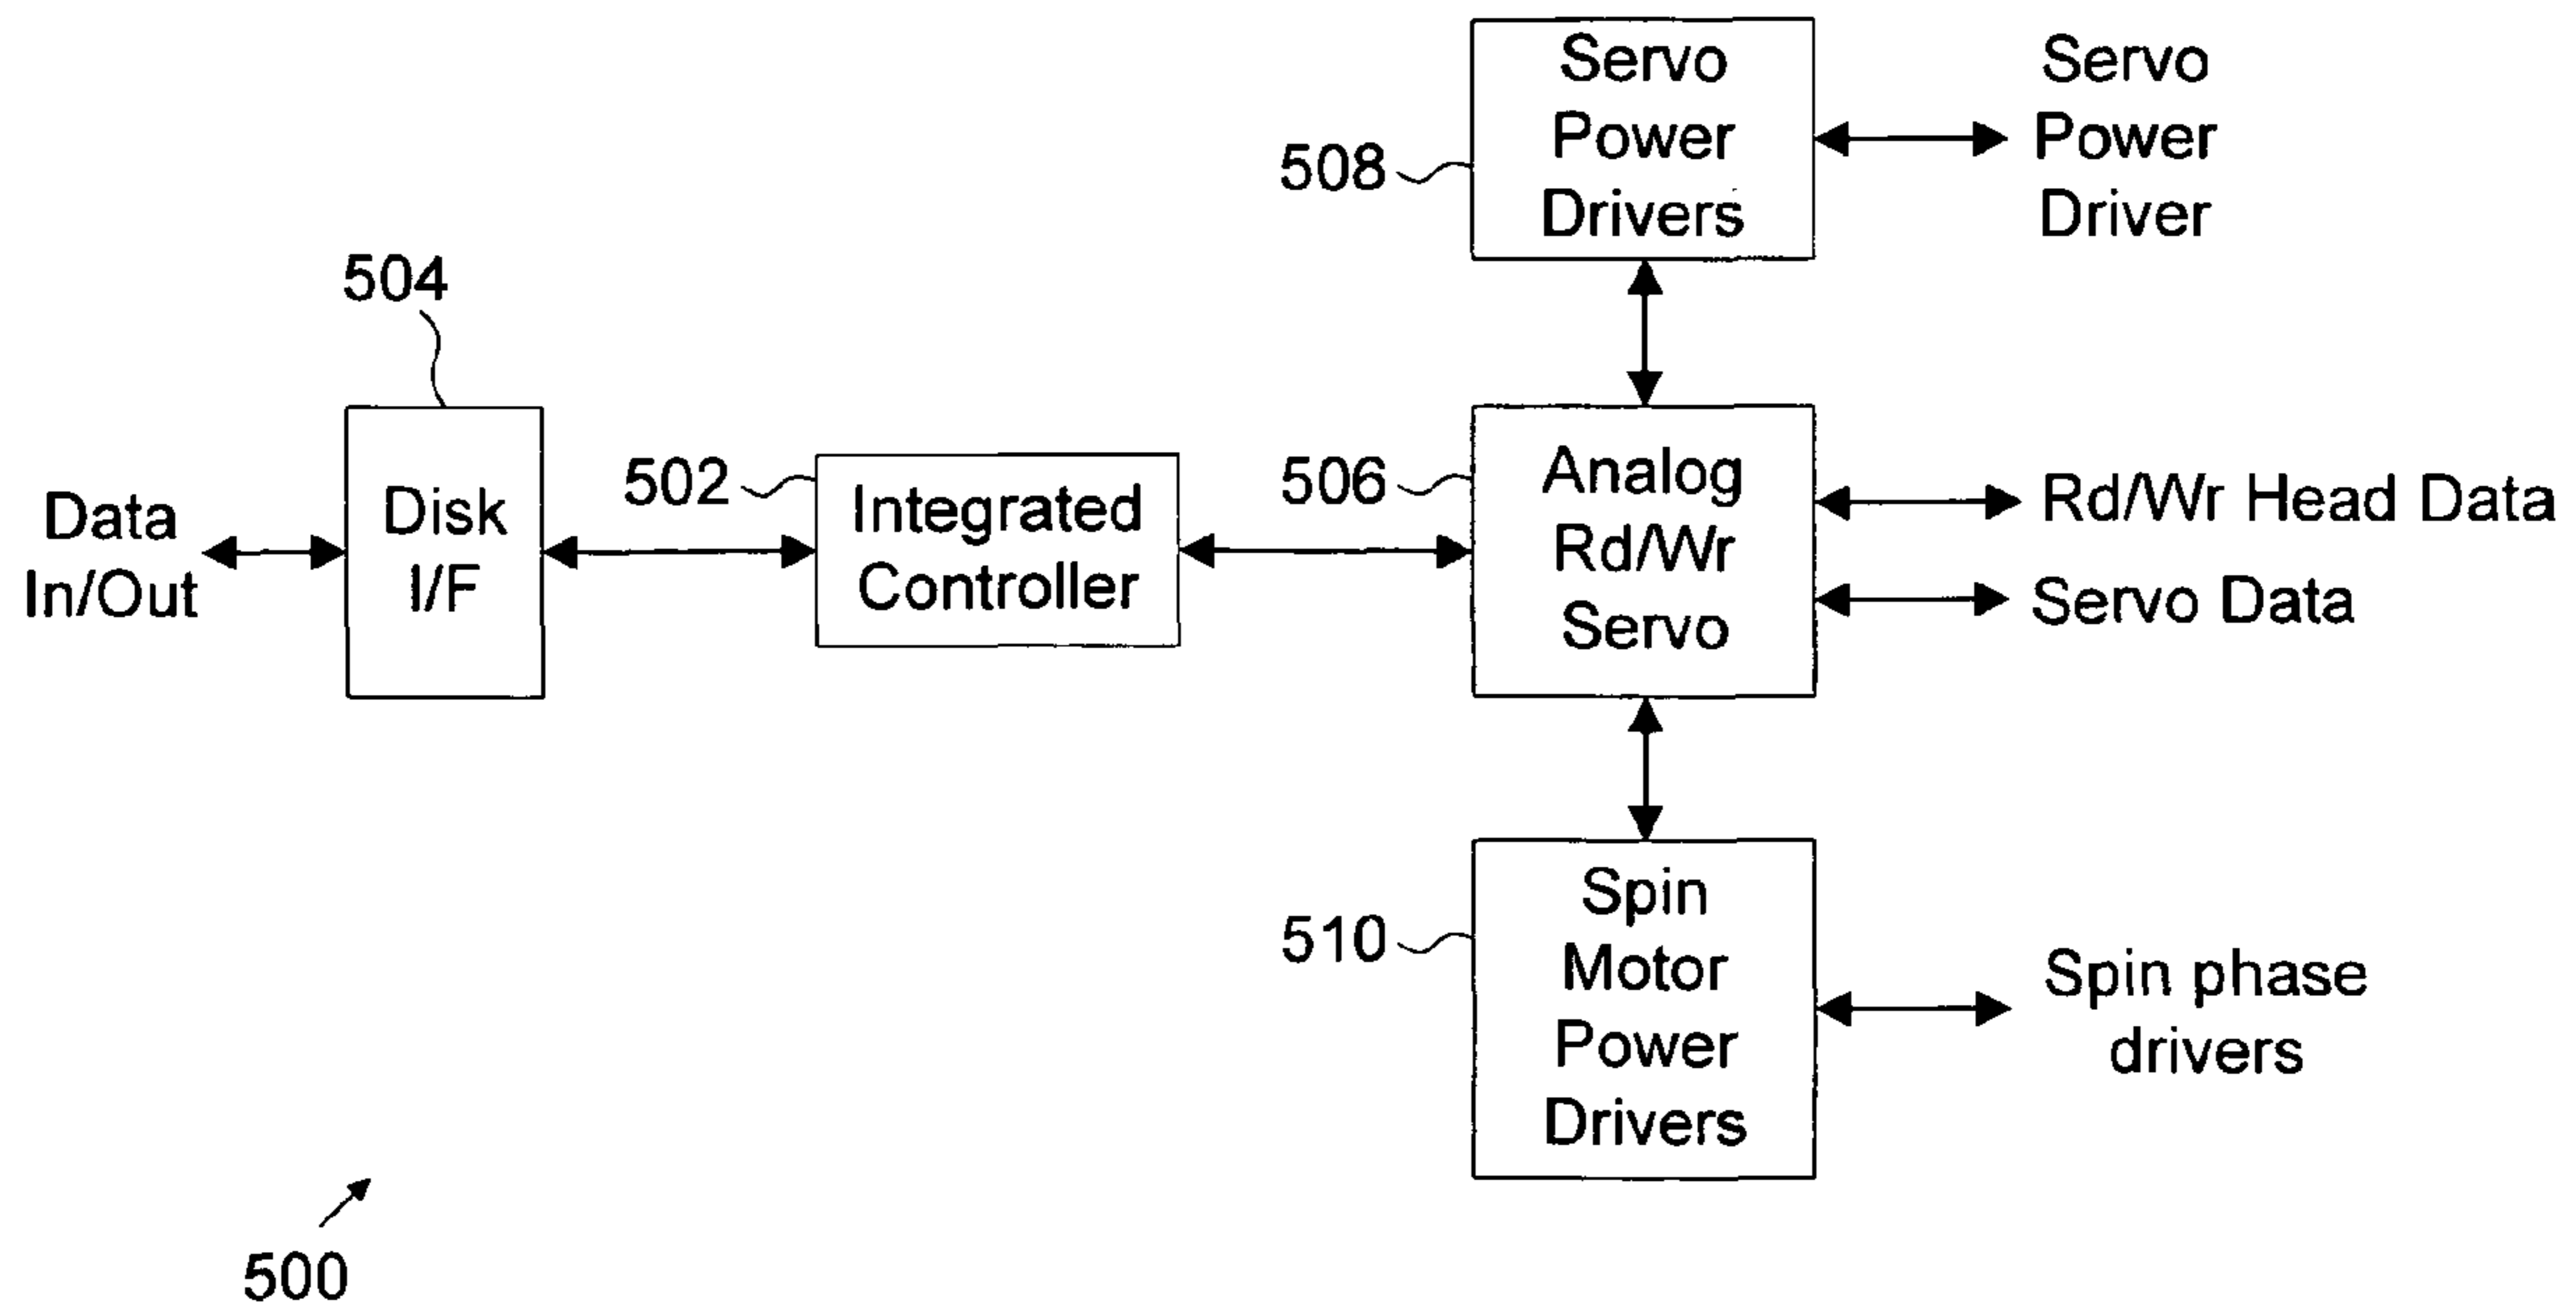 Servo
Power
Drivers
508
Servo
Power
Driver
504
Data
In/Out
Disk
I/F
502
Integrated
Controller
506
Analog
Rd/Wr
Servo
Rd/Wr Head Data
Servo Data
510
Spin
Motor
Power
Drivers
Spin phase
drivers
500